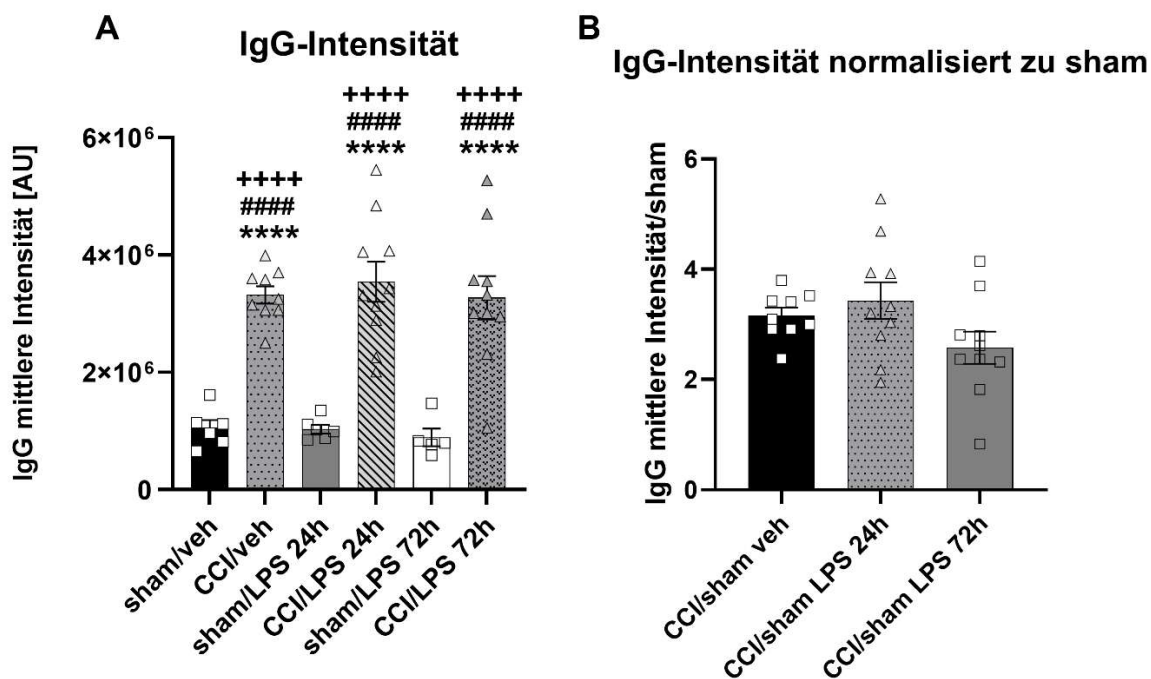 A
IgG-Intensität
IgG mittlere Intensität [AU]
6×10⁶
4×10⁶
2×10⁶
0
++++
####
****
++++
####
****
++++
####
****
sham/veh
CCI/veh
sham/LPS 24h
CCI/LPS 24h
sham/LPS 72h
CCI/LPS 72h
B
IgG-Intensität normalisiert zu sham
IgG mittlere Intensität/sham
6
4
2
0
CCI/sham veh
CCI/sham LPS 24h
CCI/sham LPS 72h